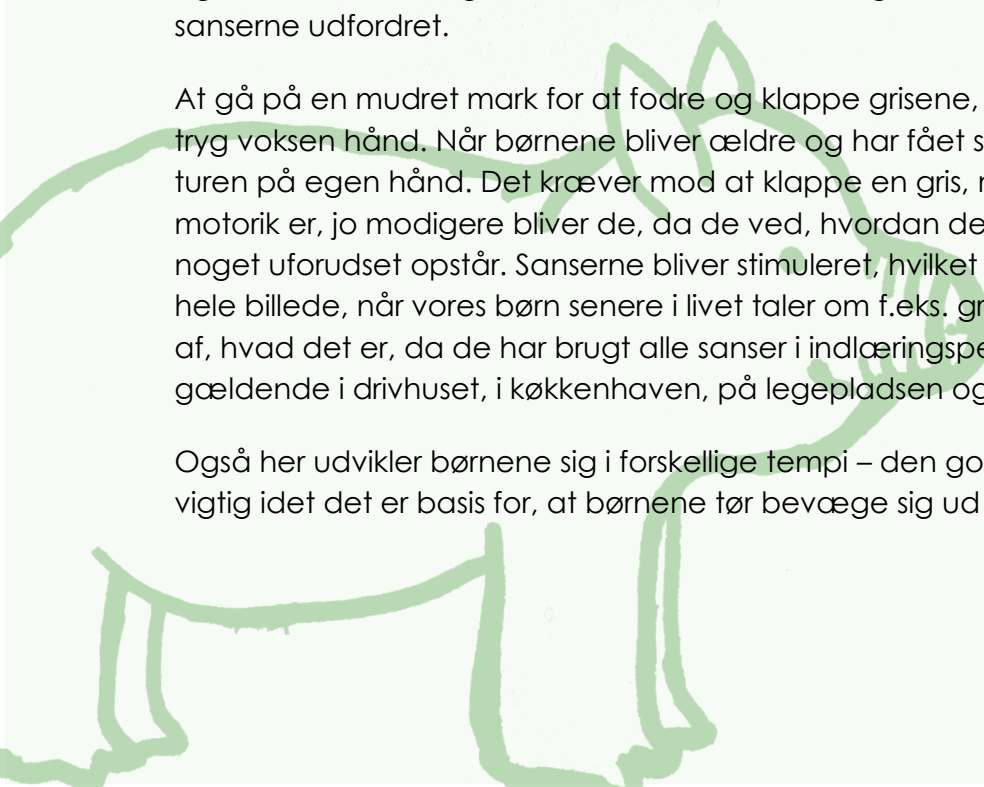 sanserne udfordret.
At gå på en mudret mark for at fodre og klappe grisene,
tryg voksen hånd. Når børnene bliver ældre og har fået s
turen på egen hånd. Det kræver mod at klappe en gris,
motorik er, jo modigere bliver de, da de ved, hvordan de
noget uforudset opstår. Sanserne bliver stimuleret, hvilket
hele billede, når vores børn senere i livet taler om f.eks. gr
af, hvad det er, da de har brugt alle sanser i indlæringspe
gældende i drivhuset, i køkkenhaven, på legepladsen og
Også her udvikler børnene sig i forskellige tempi – den go
vigtig idet det er basis for, at børnene tør bevæge sig ud